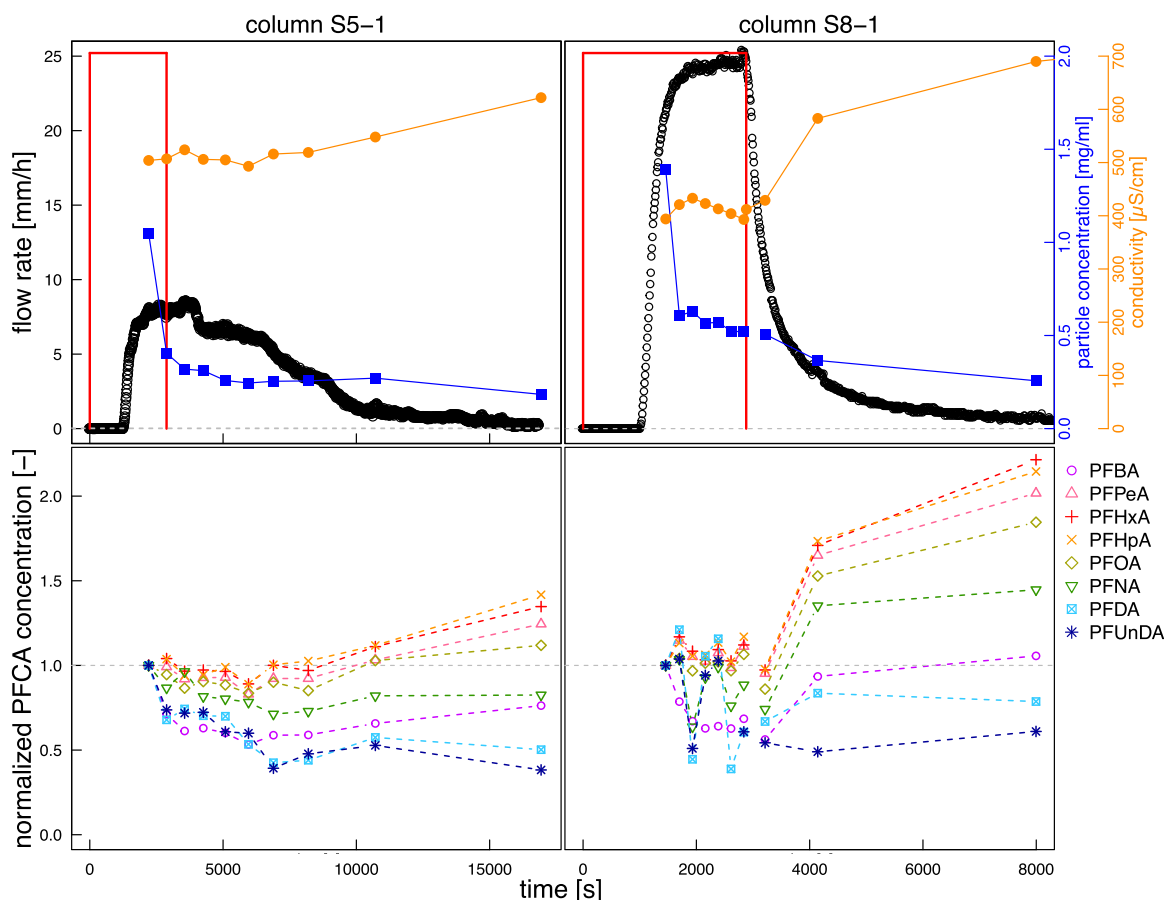 column S5−1
column S8−1
flow rate [mm/h]
25
20
15
10
5
0
2.0
1.5
1.0
0.5
0.0
particle concentration [mg/ml]
700
600
500
400
300
200
100
0
conductivity [µS/cm]
normalized PFCA concentration [−]
2.0
1.5
1.0
0.5
0.0
PFBA
PFPeA
PFHxA
PFHpA
PFOA
PFNA
PFDA
PFUnDA
0
5000
10000
15000
0
2000
4000
6000
8000
time [s]